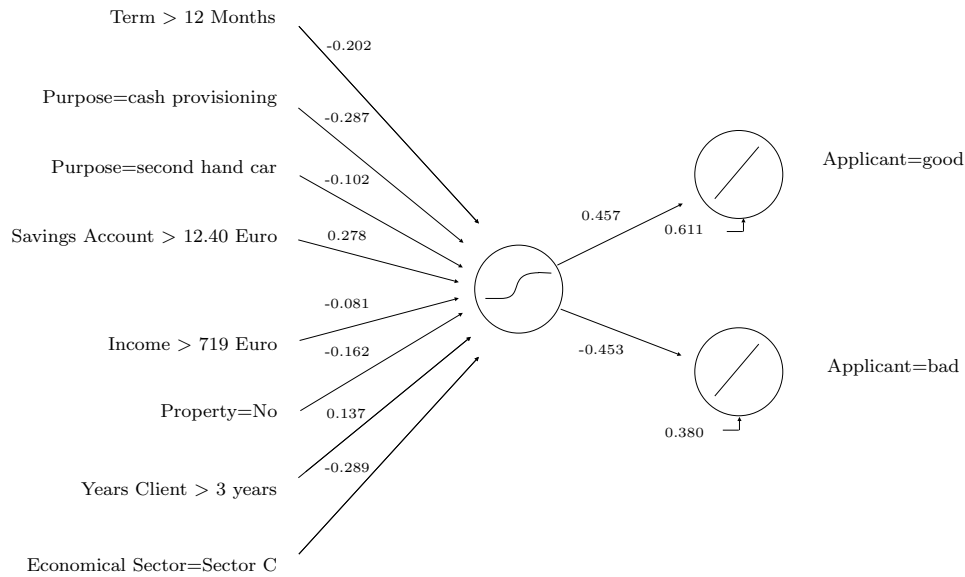 Term > 12 Months
-0.202
Purpose=cash provisioning
-0.287
Purpose=second hand car
-0.102
Savings Account > 12.40 Euro
0.278
-0.081
Income > 719 Euro
-0.162
Property=No
0.137
-0.289
Years Client > 3 years
Economical Sector=Sector C
Applicant=good
0.457
0.611
-0.453
Applicant=bad
0.380